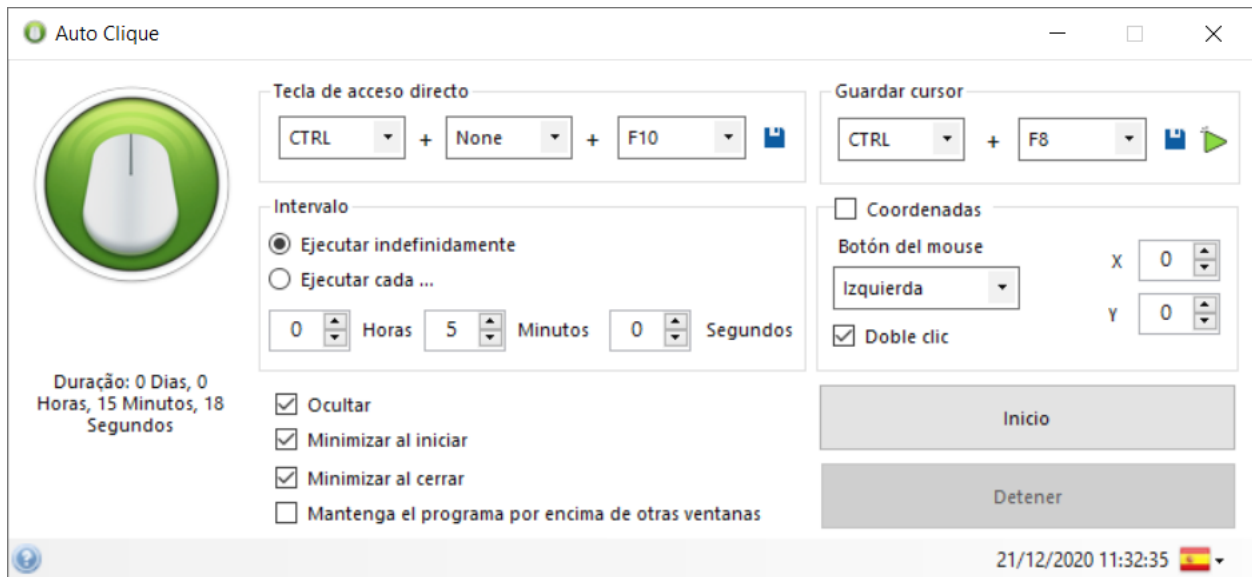 Auto Clique
Tecla de acceso directo
CTRL + None + F10
Guardar cursor
CTRL + F8
Intervalo
Ejecutar indefinidamente
Ejecutar cada ...
0 Horas 5 Minutos 0 Segundos
Coordenadas
Botón del mouse
Izquierda
Doble clic
X 0
Y 0
Duração: 0 Dias, 0
Horas, 15 Minutos, 18
Segundos
Ocultar
Minimizar al iniciar
Minimizar al cerrar
Mantenga el programa por encima de otras ventanas
Inicio
Detener
21/12/2020 11:32:35